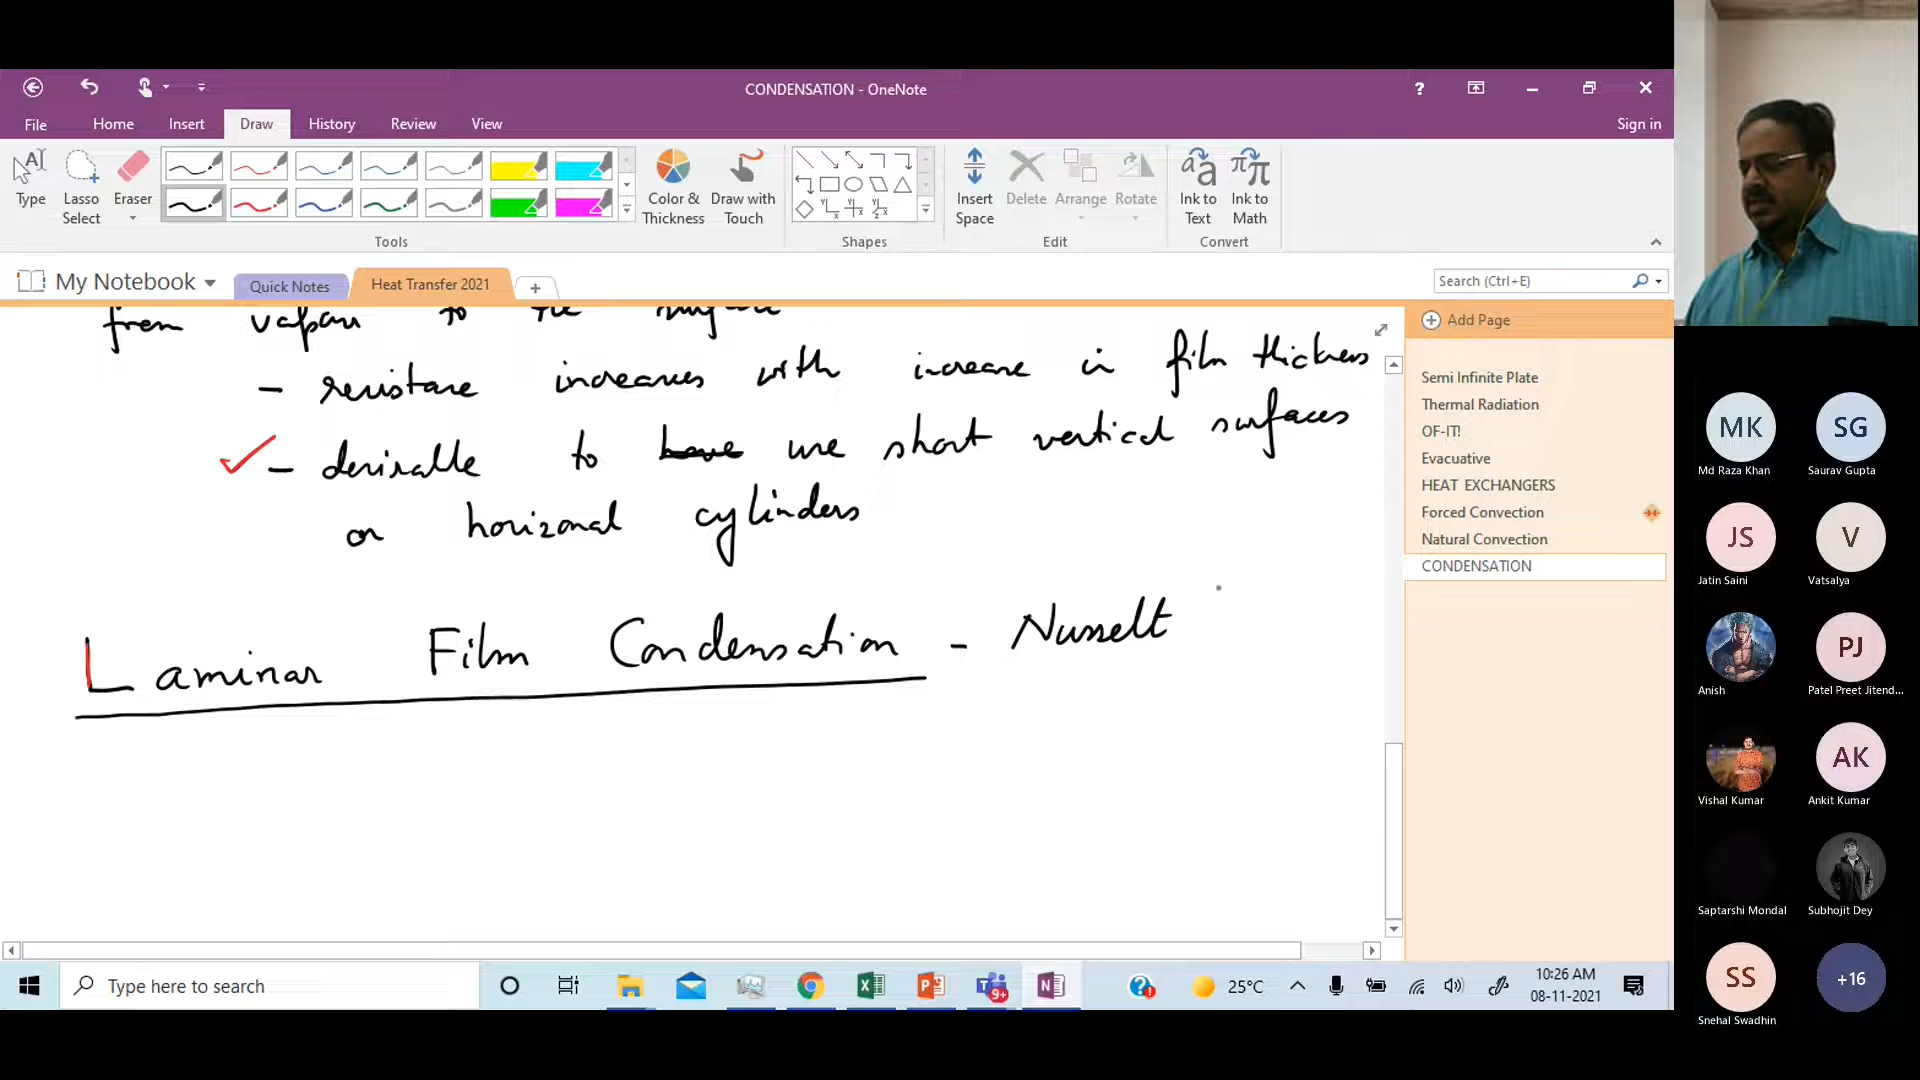 CONDENSATION - OneNote
?
File Home Insert Draw History Review View Sign in
Type
Lasso Select
Eraser
Color & Thickness
Draw with Touch
Insert Space
Delete
Arrange
Rotate
Ink to Text
Ink to Math
Tools
Shapes
Edit
Convert
My Notebook
Quick Notes
Heat Transfer 2021
Search (Ctrl+E)
from vapour to the surface
- resistance increases with increase in film thickness
- desirable to have use short vertical surfaces
or horizonal cylinders
Laminar Film Condensation - Nusselt
Add Page
Semi Infinite Plate
Thermal Radiation
OF-IT!
Evacuative
HEAT EXCHANGERS
Forced Convection
Natural Convection
CONDENSATION
MK
Md Raza Khan
SG
Saurav Gupta
JS
Jatin Saini
V
Vatsalya
Anish
PJ
Patel Preet Jitend...
Vishal Kumar
AK
Ankit Kumar
Saptarshi Mondal
Subhojit Dey
SS
Snehal Swadhin
+16
Type here to search
9+
25°C
10:26 AM
08-11-2021